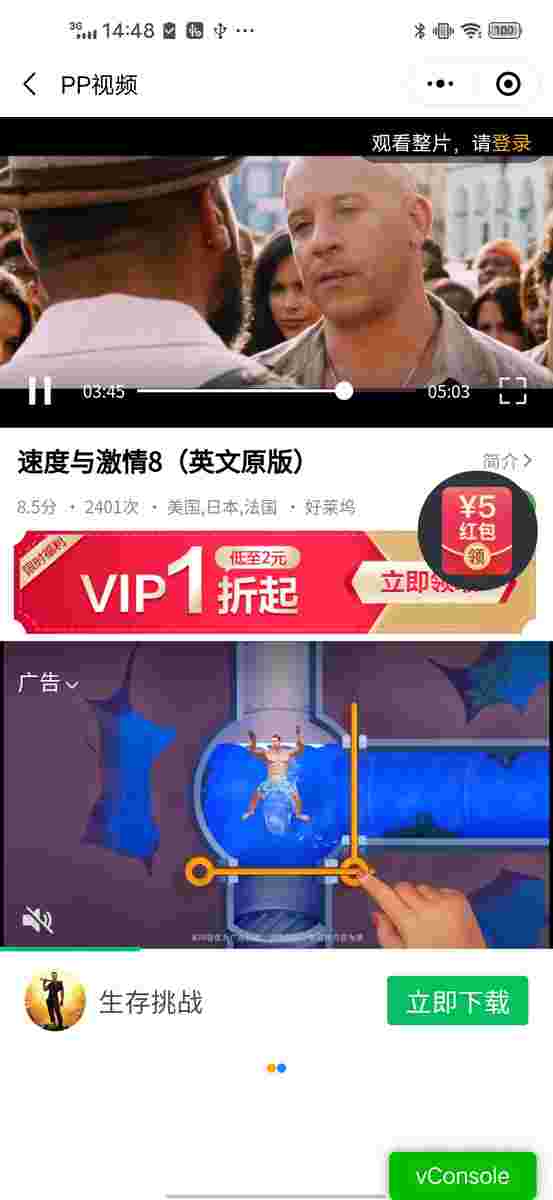 3G 14:48 100
PP视频
观看整片，请登录
03:45 05:03
速度与激情8（英文原版）
简介
8.5分 · 2401次 · 美国,日本,法国 · 好莱坞
¥5
红包
领
限时福利
VIP1折起
低至2元
立即领
广告
生存挑战
立即下载
vConsole